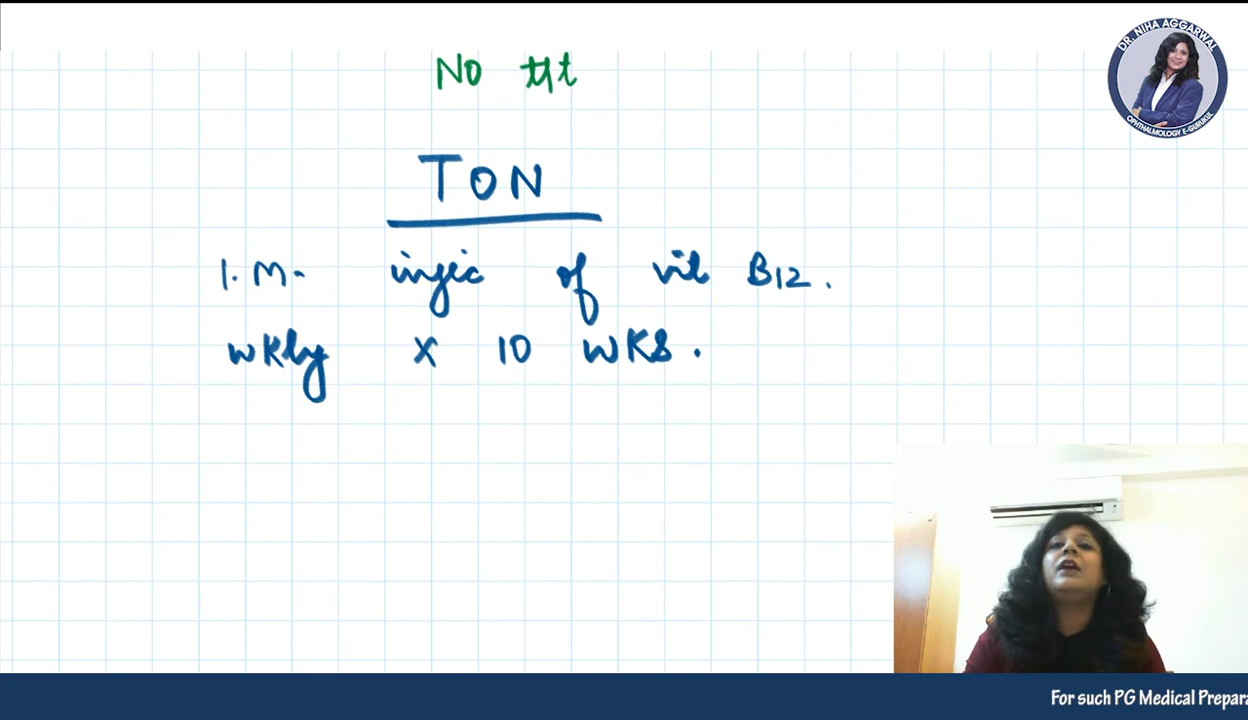 No ttt
DR. NIHA AGGARWAL
OPHTHALMOLOGY E-GURUKUL
TON
I.M. injec of vit B12.
wkly x 10 wks.
For such PG Medical Prepara